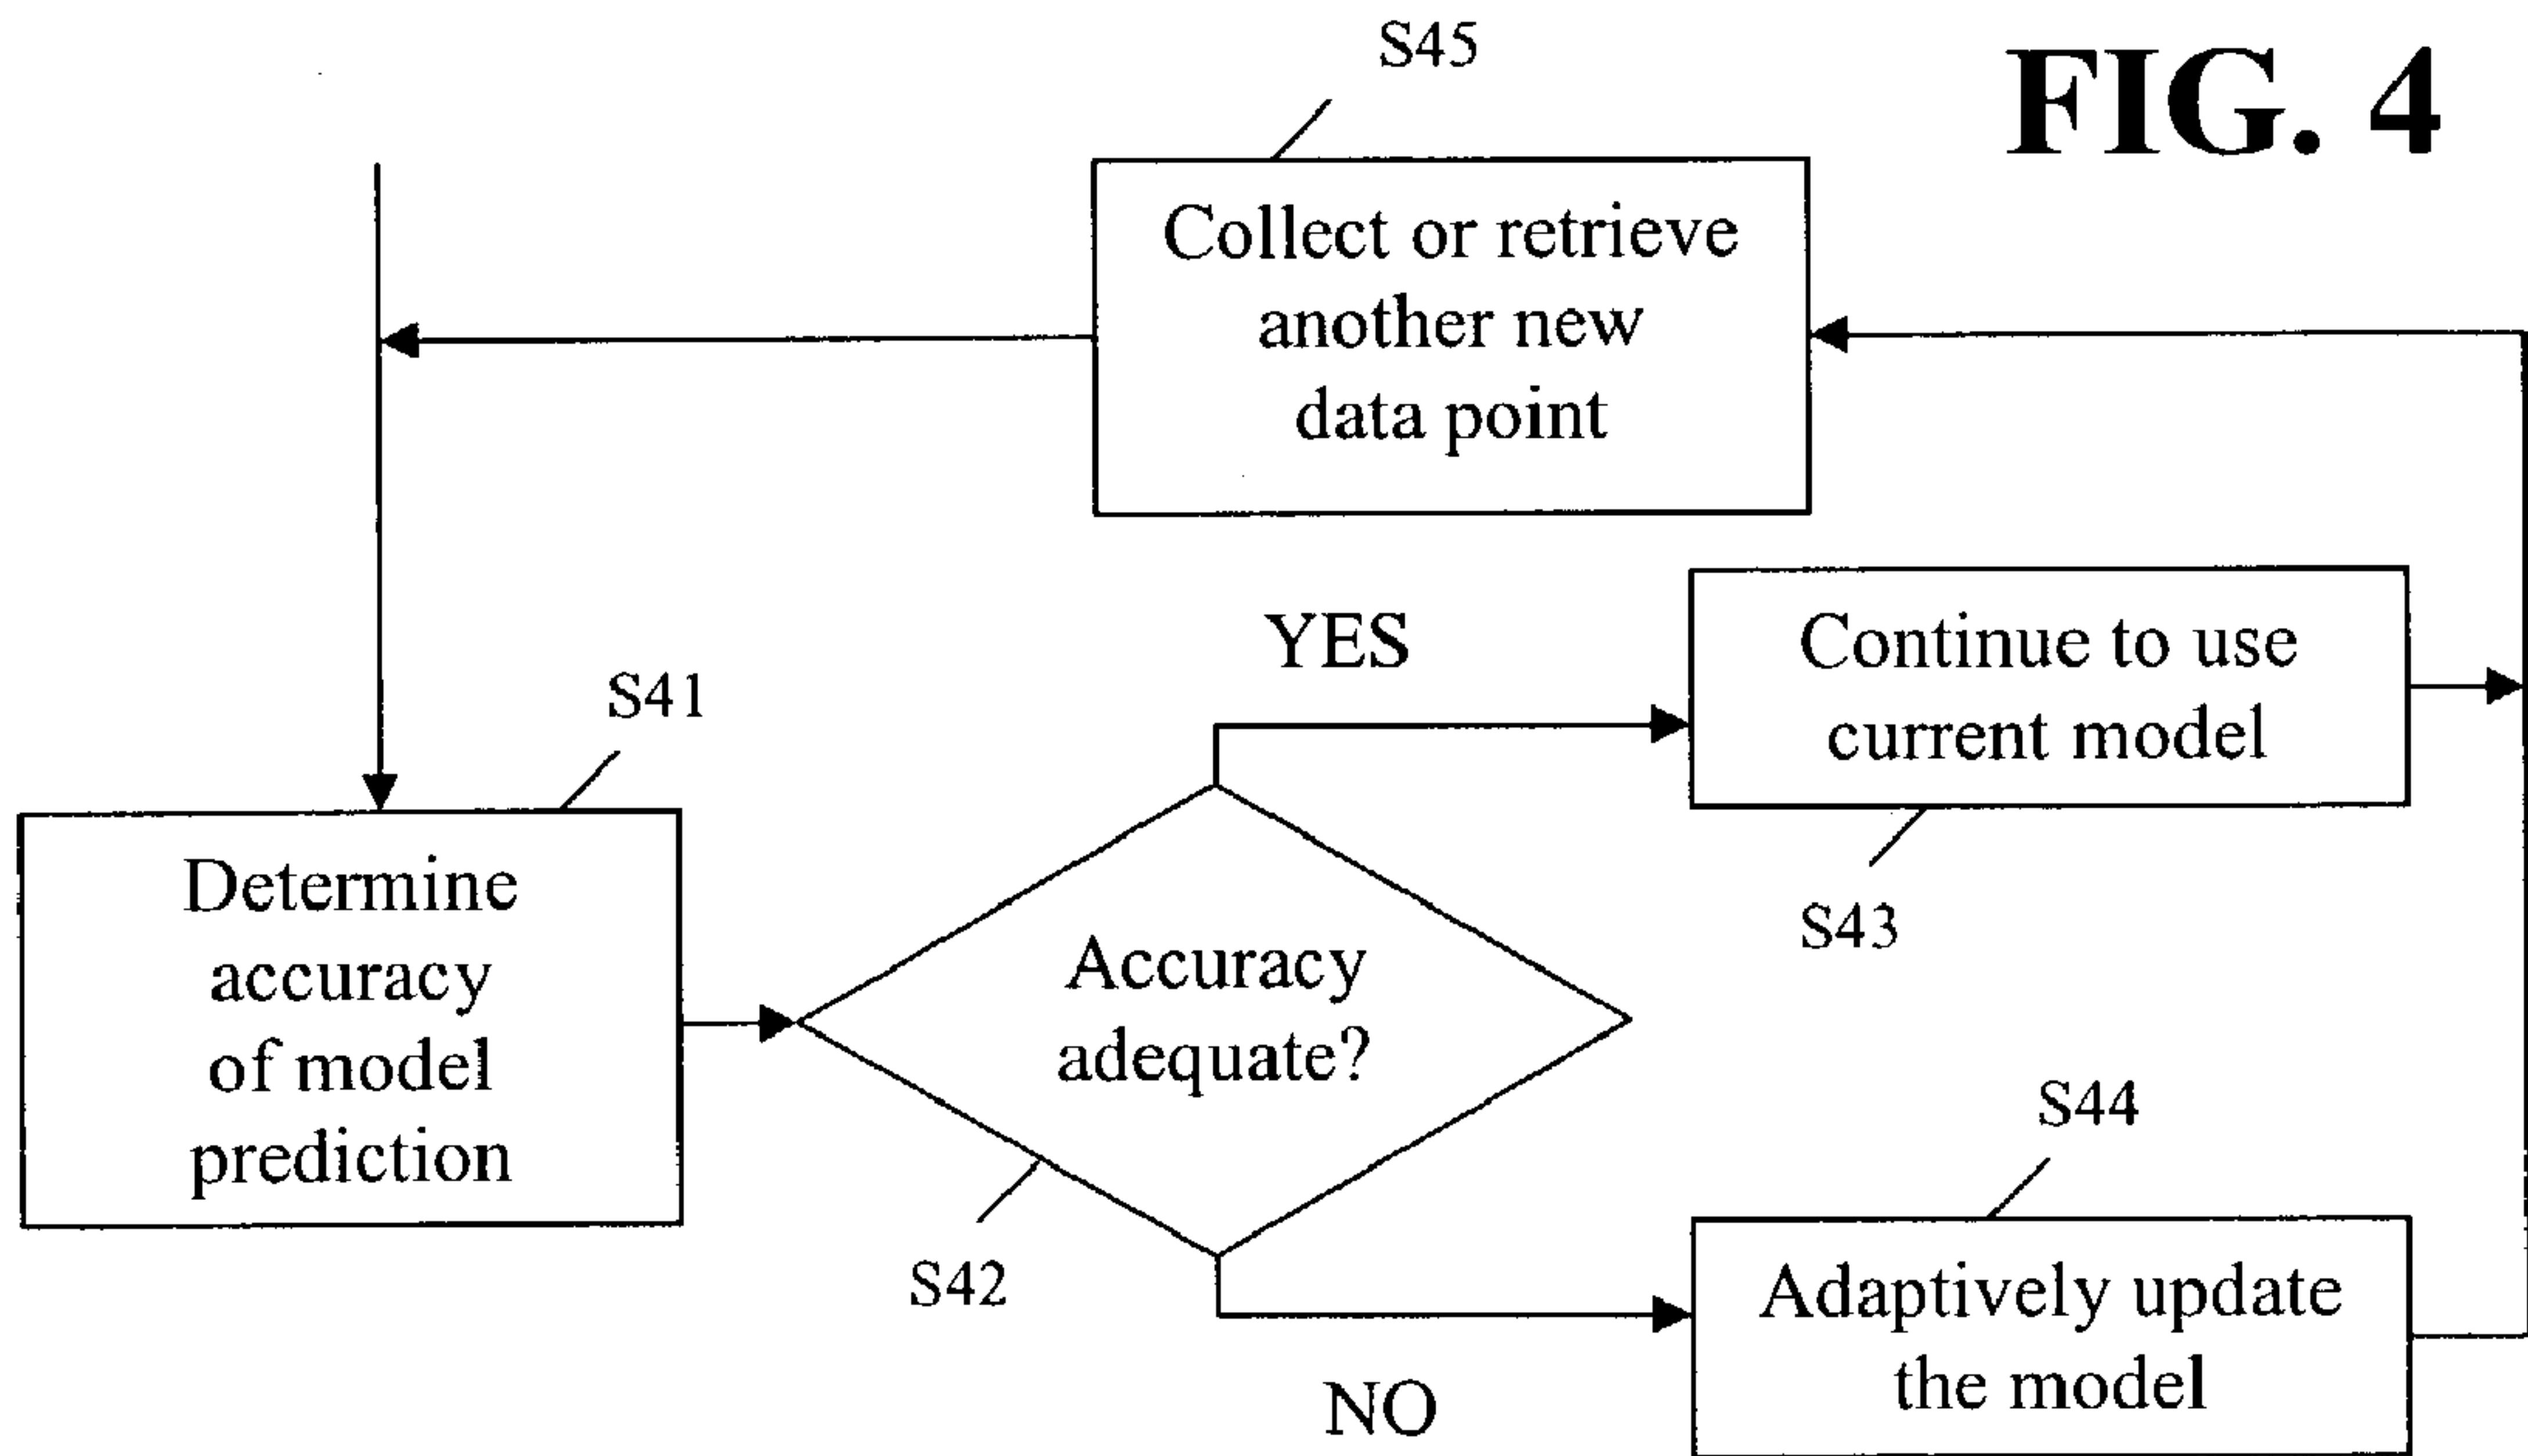 S45
FIG. 4
Collect or retrieve
another new
data point
YES
Continue to use
current model
S41
S43
Determine
accuracy
of model
prediction
Accuracy
adequate?
S44
S42
Adaptively update
the model
NO